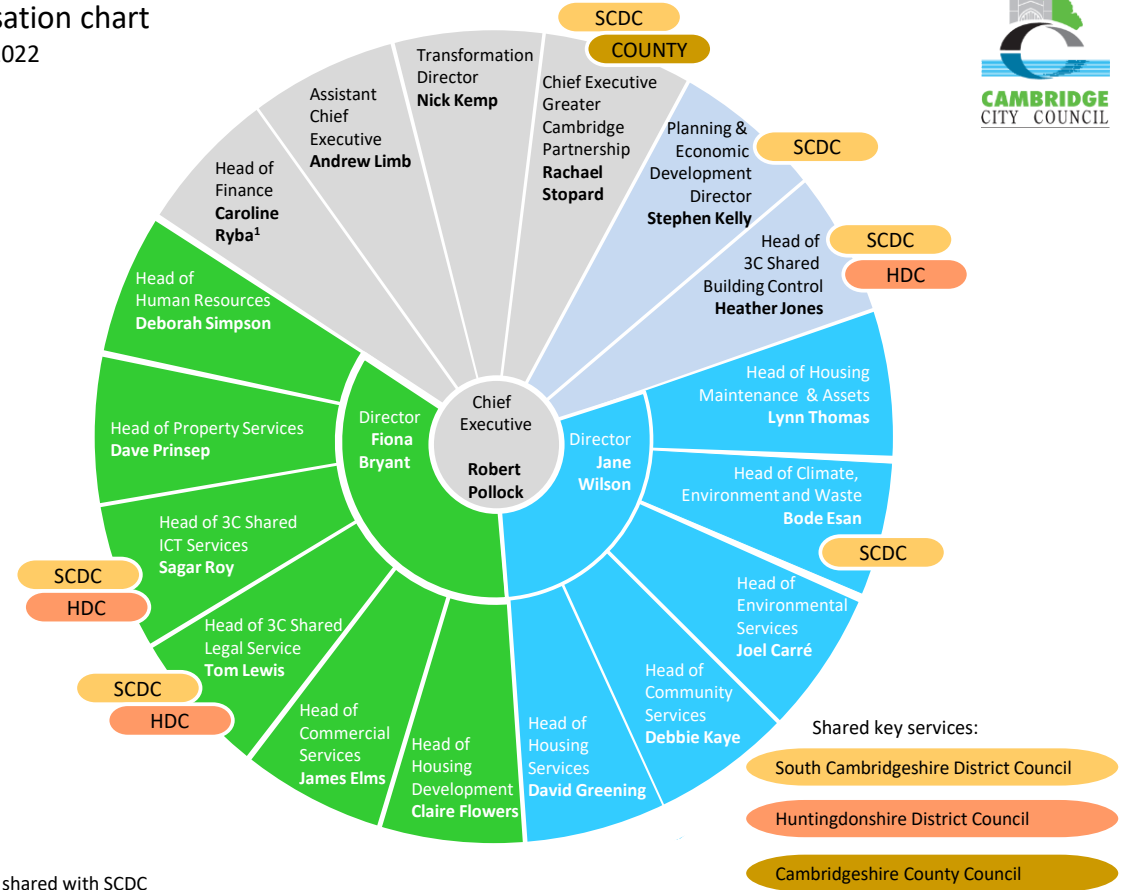 sation chart
022
SCDC
COUNTY
CAMBRIDGE
CITY COUNCIL
Transformation
Director
Nick Kemp
Assistant
Chief
Executive
Andrew Limb
Chief Executive
Greater
Cambridge
Partnership
Rachael
Stopard
Planning &
Economic
Development
Director
Stephen Kelly
SCDC
Head of
Finance
Caroline
Ryba¹
Head of
3C Shared
Building Control
Heather Jones
SCDC
HDC
Head of
Human Resources
Deborah Simpson
Head of Housing
Maintenance & Assets
Lynn Thomas
Chief
Executive
Robert
Pollock
Director
Fiona
Bryant
Director
Jane
Wilson
Head of Property Services
Dave Prinsep
Head of Climate,
Environment and Waste
Bode Esan
SCDC
Head of 3C Shared
ICT Services
Sagar Roy
SCDC
HDC
Head of
Environmental
Services
Joel Carré
Head of 3C Shared
Legal Service
Tom Lewis
SCDC
HDC
Head of
Community
Services
Debbie Kaye
Head of
Commercial
Services
James Elms
Head of
Housing
Development
Claire Flowers
Head of
Housing
Services
David Greening
Shared key services:
South Cambridgeshire District Council
Huntingdonshire District Council
Cambridgeshire County Council
shared with SCDC